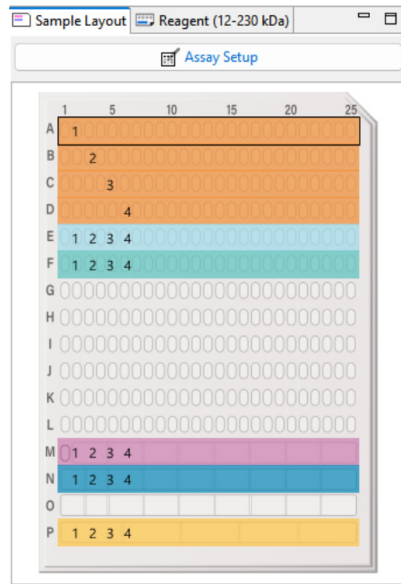 Sample Layout Reagent (12-230 kDa)
Assay Setup
1 5 10 15 20 25
A 1
B 2
C 3
D 4
E 1 2 3 4
F 1 2 3 4
G
H
I
J
K
L
M 1 2 3 4
N 1 2 3 4
O
P 1 2 3 4